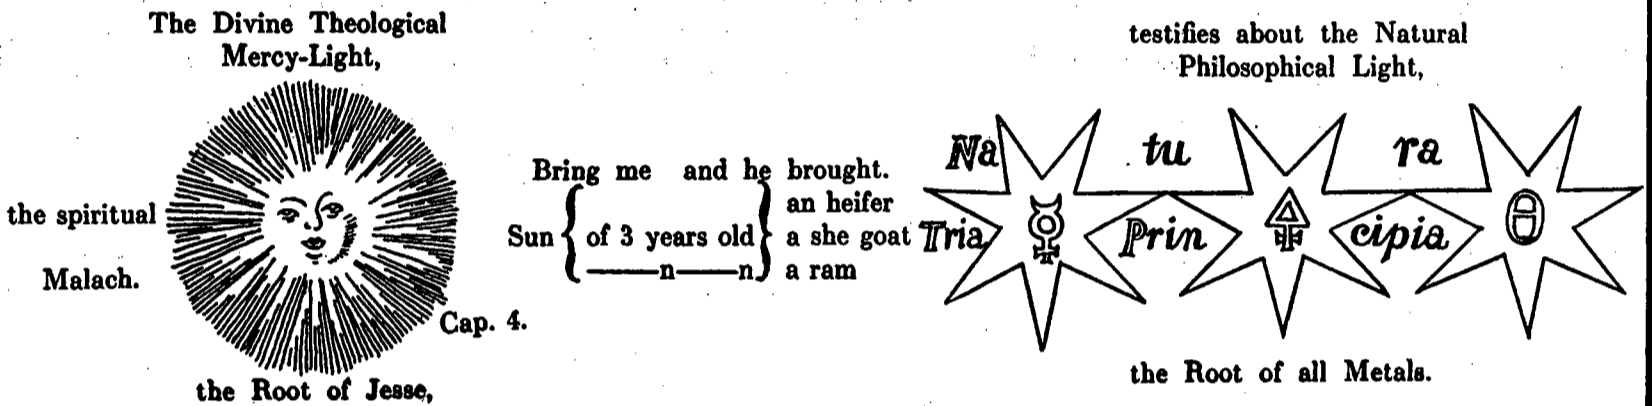 The Divine Theological
Mercy-Light,
the spiritual
Malach.
Cap. 4.
the Root of Jesse,
Bring me and he brought.
an heifer
Sun of 3 years old a she goat
n n a ram
testifies about the Natural
Philosophical Light,
Na tu ra
Tria Prin cipia
the Root of all Metals.